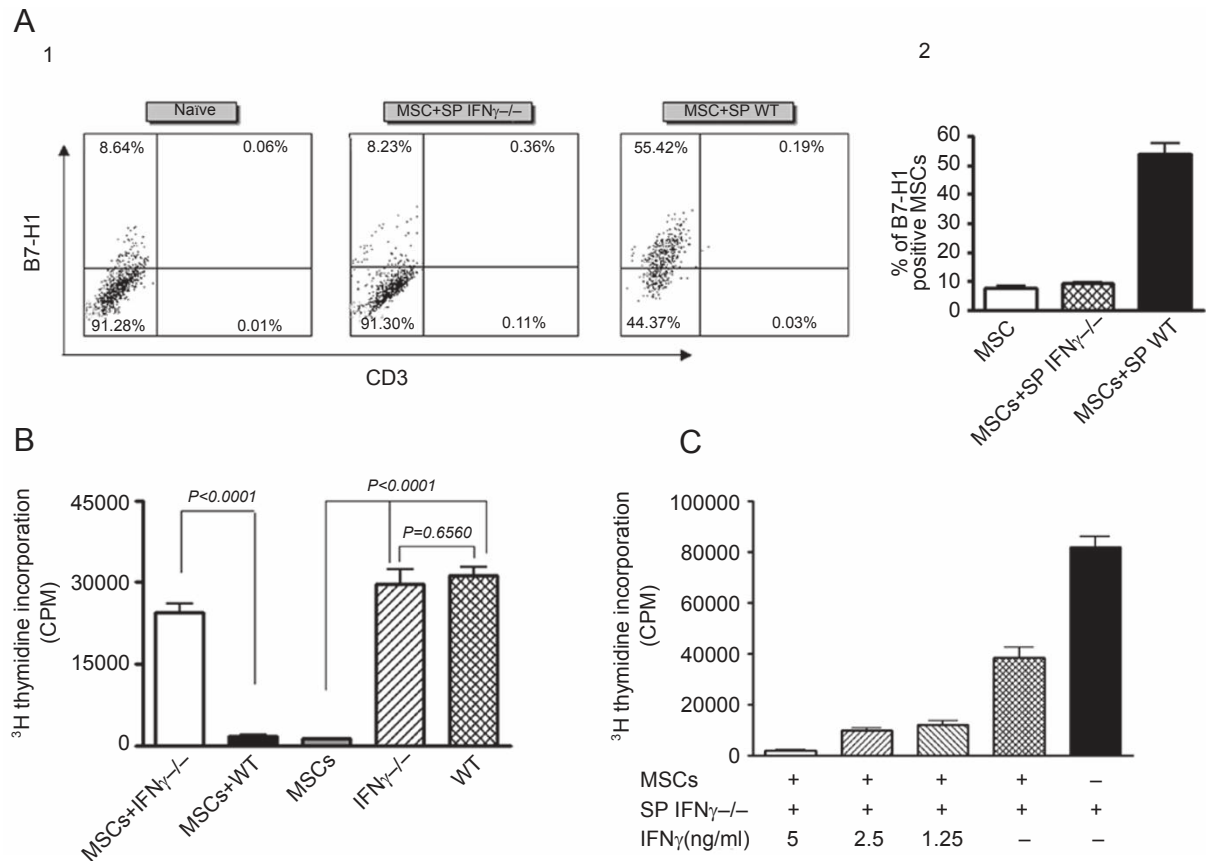 A
1
2
Naïve
MSC+SP IFNγ–/–
MSC+SP WT
8.64%
0.06%
8.23%
0.36%
55.42%
0.19%
91.28%
0.01%
91.30%
0.11%
44.37%
0.03%
B7-H1
CD3
% of B7-H1
positive MSCs
60
50
40
30
20
10
0
MSC
MSCs+SP IFNγ–/–
MSCs+SP WT
B
³H thymidine incorporation
(CPM)
45000
30000
15000
0
P<0.0001
P<0.0001
P=0.6560
MSCs+IFNγ–/–
MSCs+WT
MSCs
IFNγ–/–
WT
C
³H thymidine incorporation
(CPM)
100000
80000
60000
40000
20000
0
MSCs + + + + –
SP IFNγ–/– + + + + +
IFNγ(ng/ml) 5 2.5 1.25 – –